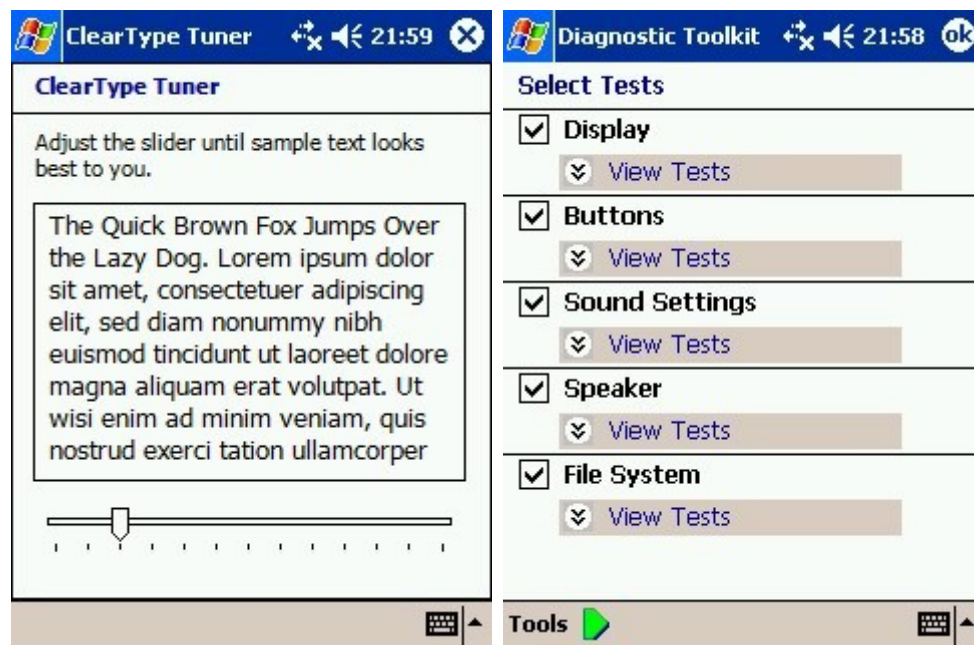 ClearType Tuner 21:59
ClearType Tuner
Adjust the slider until sample text looks
best to you.
The Quick Brown Fox Jumps Over
the Lazy Dog. Lorem ipsum dolor
sit amet, consectetuer adipiscing
elit, sed diam nonummy nibh
euismod tincidunt ut laoreet dolore
magna aliquam erat volutpat. Ut
wisi enim ad minim veniam, quis
nostrud exerci tation ullamcorper
Diagnostic Toolkit 21:58 ok
Select Tests
Display
View Tests
Buttons
View Tests
Sound Settings
View Tests
Speaker
View Tests
File System
View Tests
Tools